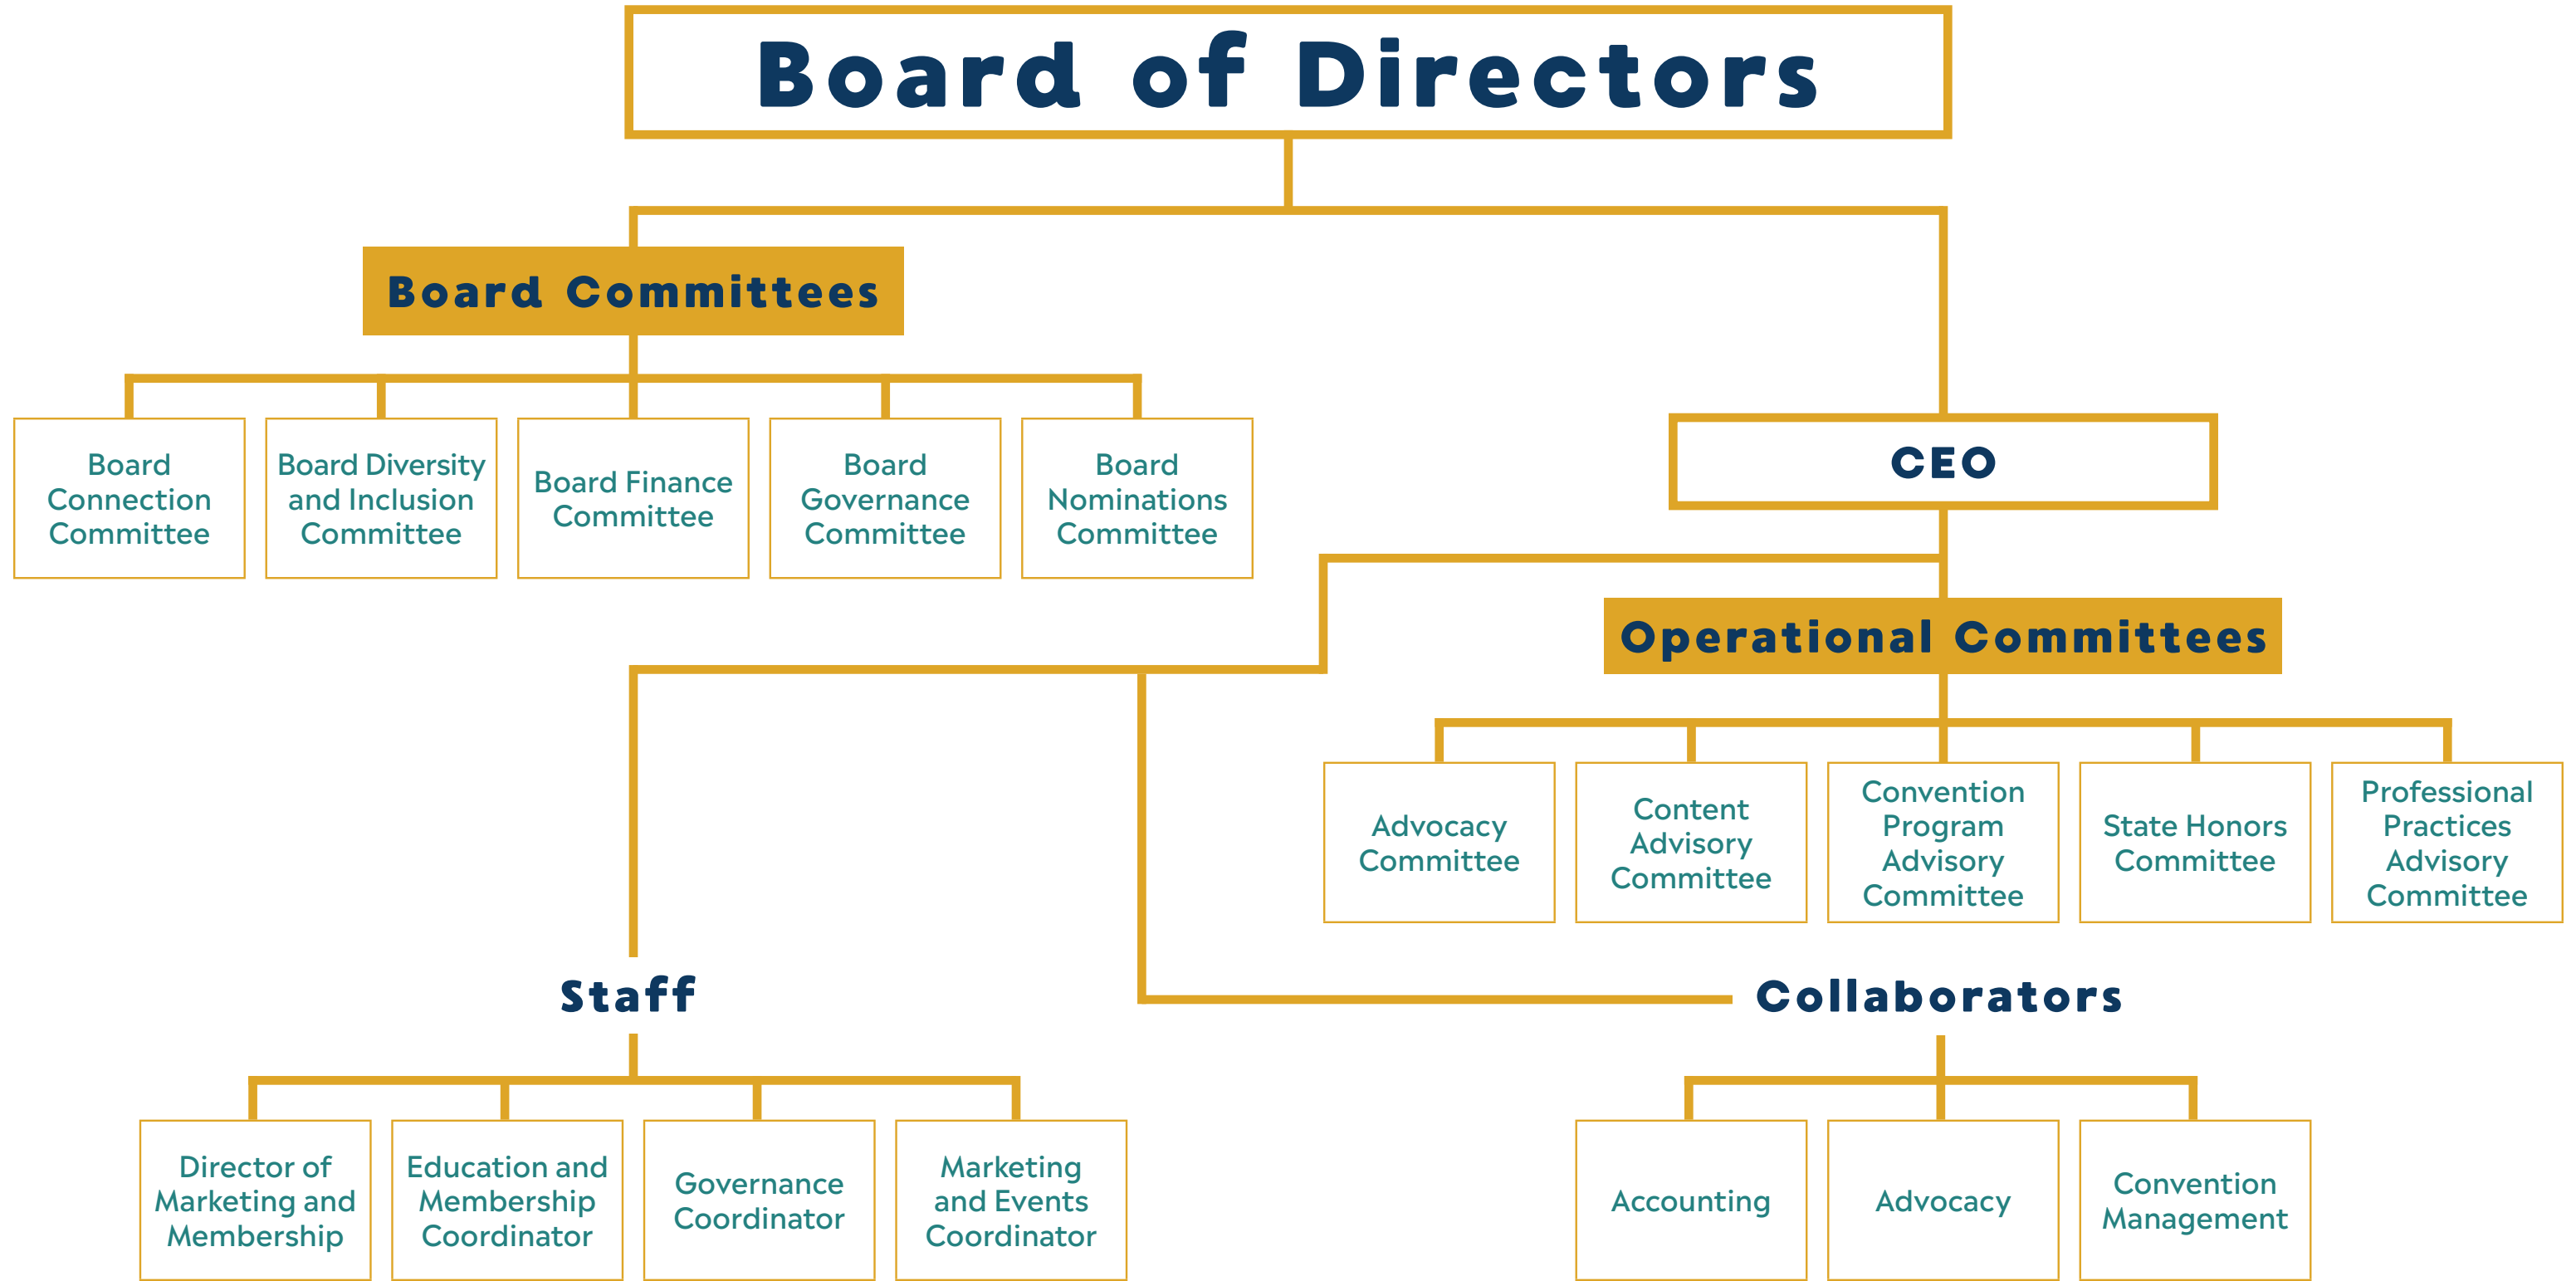 Board of Directors
Board Committees
Board
Connection
Committee
Board Diversity
and Inclusion
Committee
Board Finance
Committee
Board
Governance
Committee
Board
Nominations
Committee
CEO
Operational Committees
Advocacy
Committee
Content
Advisory
Committee
Convention
Program
Advisory
Committee
State Honors
Committee
Professional
Practices
Advisory
Committee
Staff
Director of
Marketing and
Membership
Education and
Membership
Coordinator
Governance
Coordinator
Marketing
and Events
Coordinator
Collaborators
Accounting
Advocacy
Convention
Management